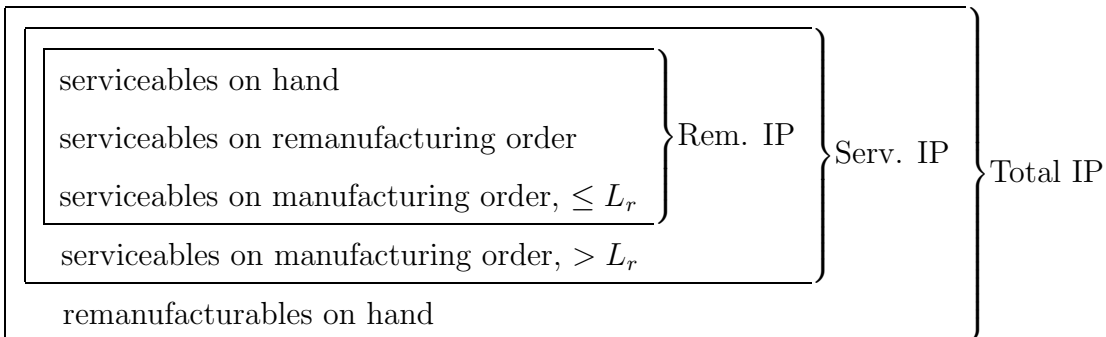 serviceables on hand
serviceables on remanufacturing order
Rem. IP
Serv. IP
Total IP
serviceables on manufacturing order, ≤ L_r
serviceables on manufacturing order, > L_r
remanufacturables on hand